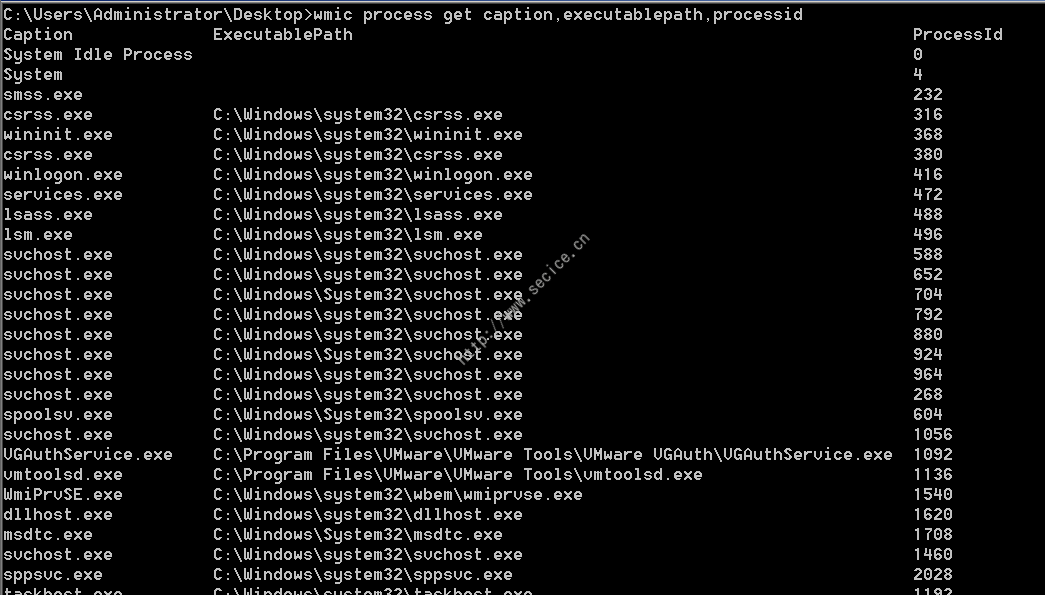 C:\Users\Administrator\Desktop>wmic process get caption,executablepath,processid
Caption ExecutablePath ProcessId
System Idle Process 0
System 4
smss.exe 232
csrss.exe C:\Windows\system32\csrss.exe 316
wininit.exe C:\Windows\system32\wininit.exe 368
csrss.exe C:\Windows\system32\csrss.exe 380
winlogon.exe C:\Windows\system32\winlogon.exe 416
services.exe C:\Windows\system32\services.exe 472
lsass.exe C:\Windows\system32\lsass.exe 488
lsm.exe C:\Windows\system32\lsm.exe 496
svchost.exe C:\Windows\system32\svchost.exe 588
svchost.exe C:\Windows\system32\svchost.exe 652
svchost.exe C:\Windows\System32\svchost.exe 704
svchost.exe C:\Windows\system32\svchost.exe 792
svchost.exe C:\Windows\system32\svchost.exe 880
svchost.exe C:\Windows\System32\svchost.exe 924
svchost.exe C:\Windows\system32\svchost.exe 964
svchost.exe C:\Windows\system32\svchost.exe 268
spoolsv.exe C:\Windows\System32\spoolsv.exe 604
svchost.exe C:\Windows\system32\svchost.exe 1056
VGAuthService.exe C:\Program Files\VMware\VMware Tools\VMware VGAuth\VGAuthService.exe 1092
vmtoolsd.exe C:\Program Files\VMware\VMware Tools\vmtoolsd.exe 1136
WmiPrvSE.exe C:\Windows\system32\wbem\wmiprvse.exe 1540
dllhost.exe C:\Windows\system32\dllhost.exe 1620
msdtc.exe C:\Windows\System32\msdtc.exe 1708
svchost.exe C:\Windows\system32\svchost.exe 1460
sppsvc.exe C:\Windows\system32\sppsvc.exe 2028
taskhost.exe C:\Windows\system32\taskhost.exe 1192
http://www.secice.cn